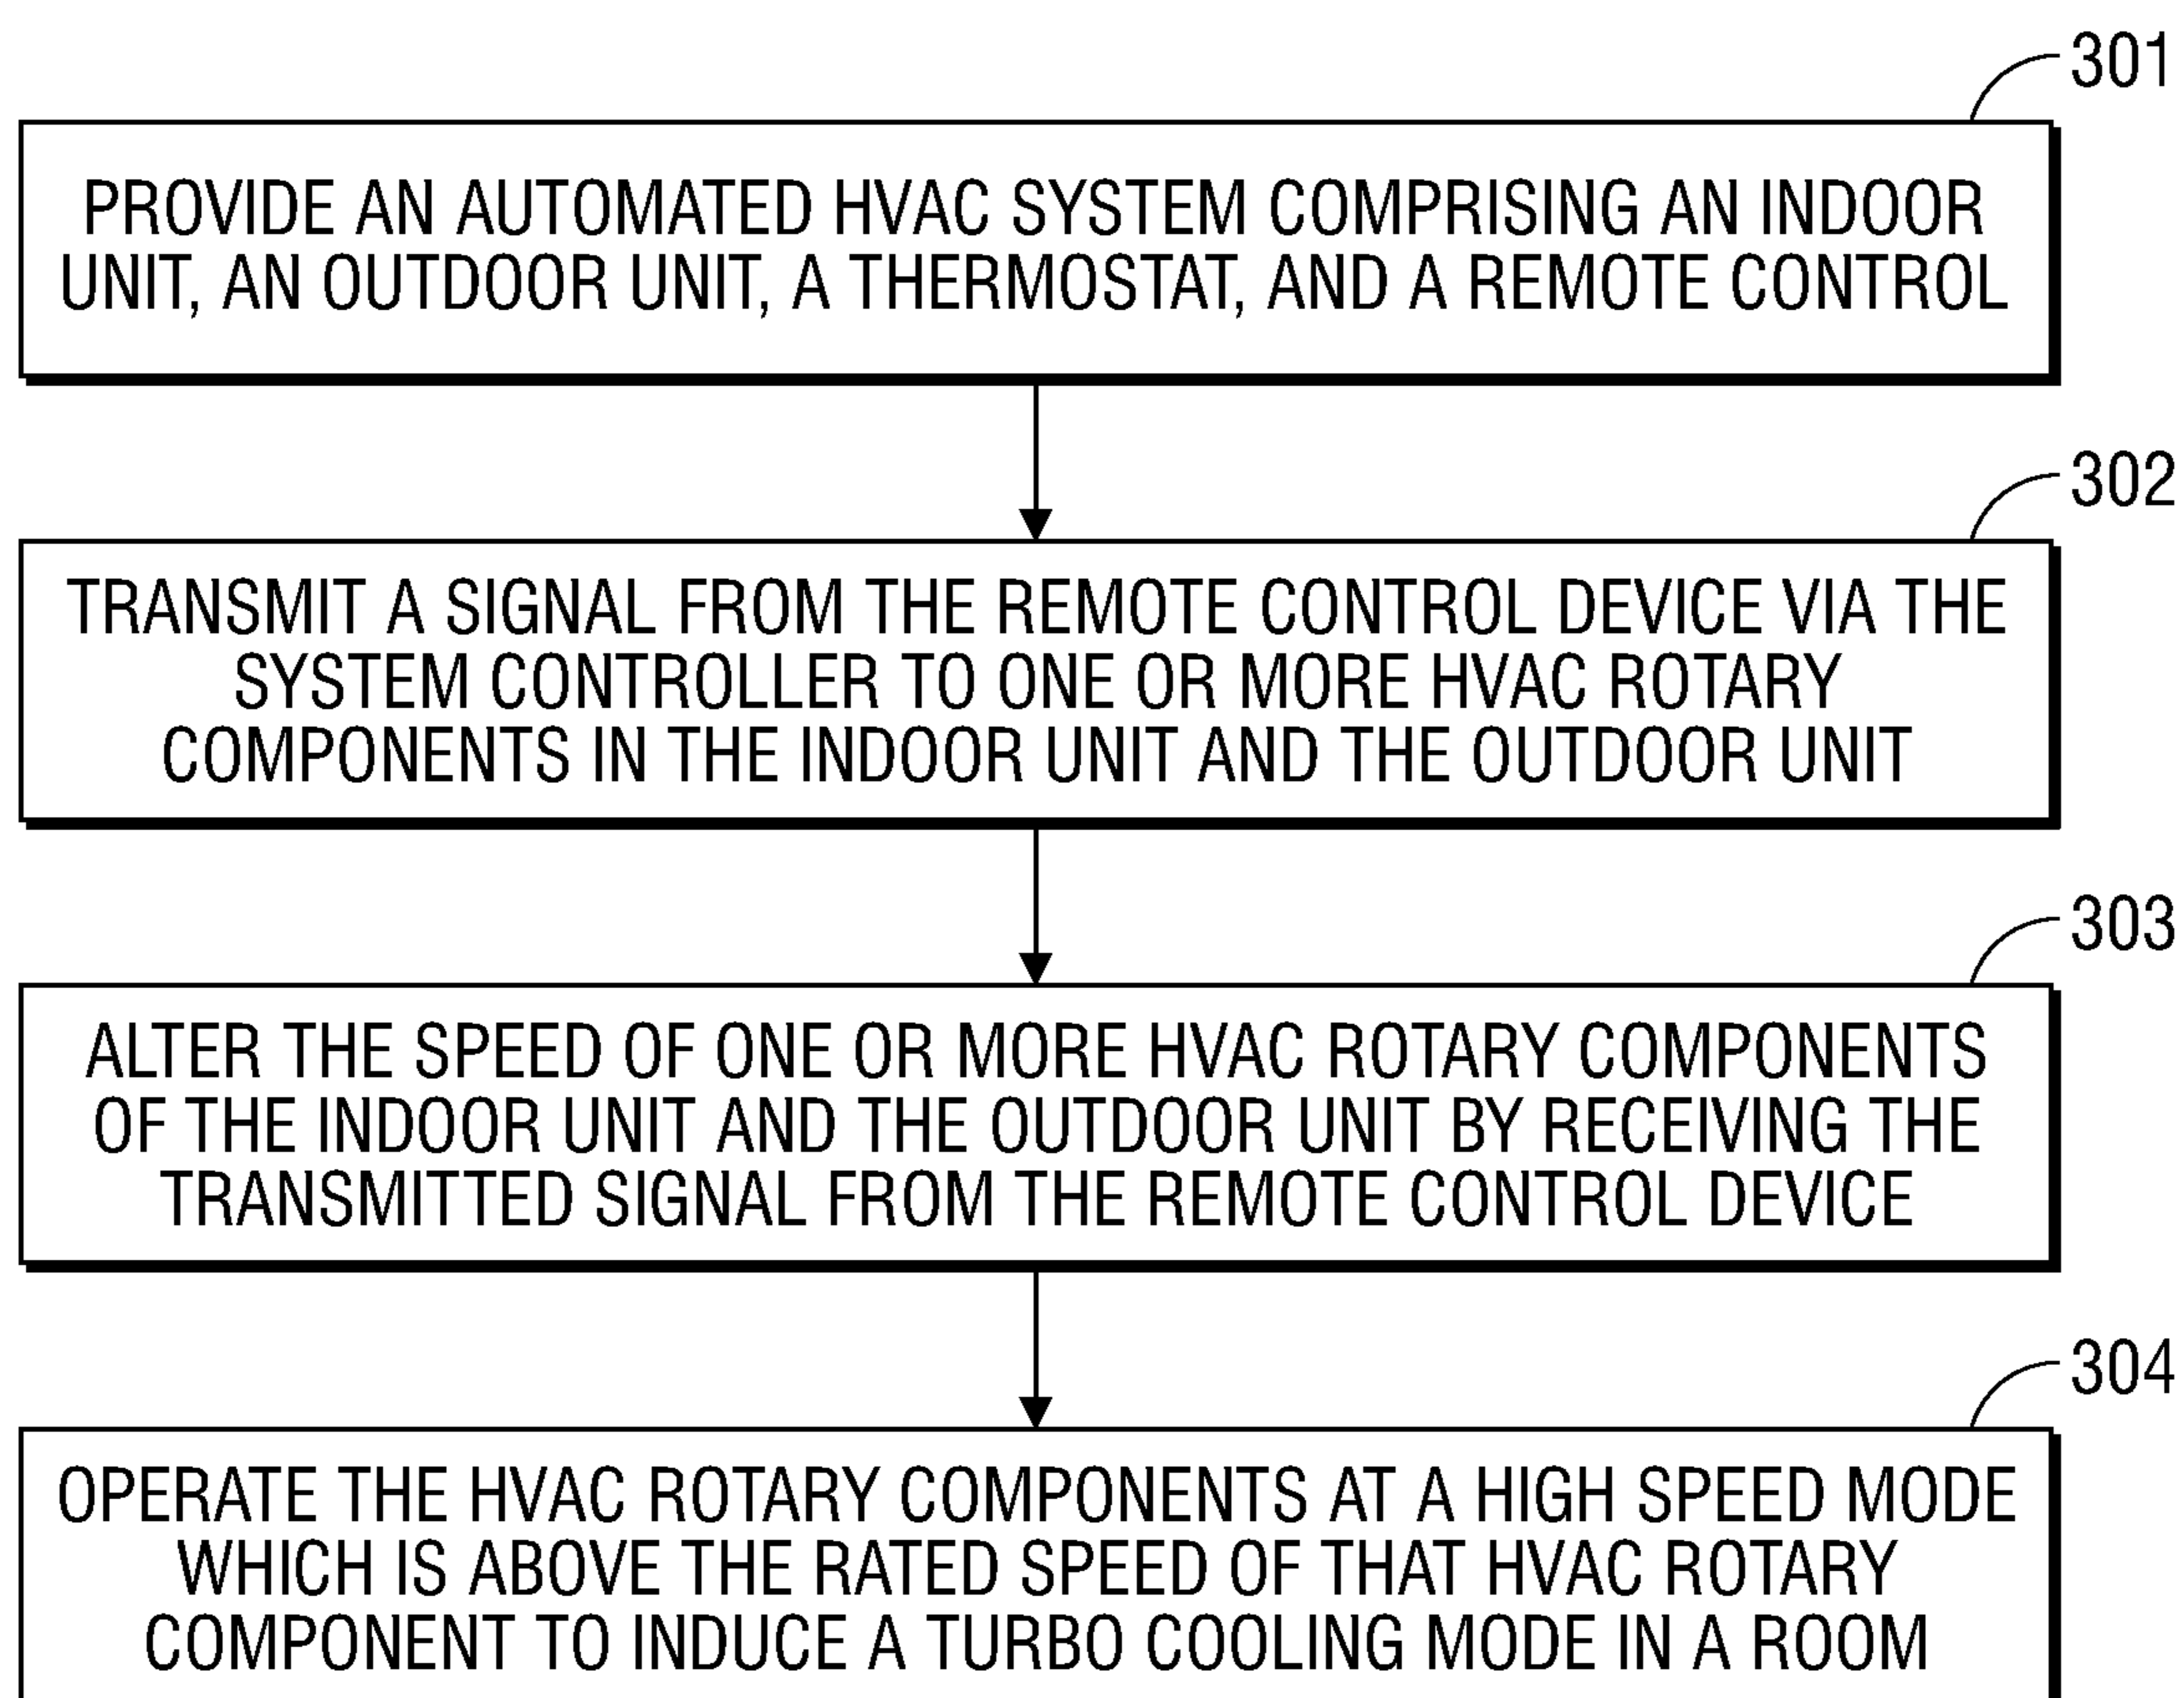 301
PROVIDE AN AUTOMATED HVAC SYSTEM COMPRISING AN INDOOR
UNIT, AN OUTDOOR UNIT, A THERMOSTAT, AND A REMOTE CONTROL
302
TRANSMIT A SIGNAL FROM THE REMOTE CONTROL DEVICE VIA THE
SYSTEM CONTROLLER TO ONE OR MORE HVAC ROTARY
COMPONENTS IN THE INDOOR UNIT AND THE OUTDOOR UNIT
303
ALTER THE SPEED OF ONE OR MORE HVAC ROTARY COMPONENTS
OF THE INDOOR UNIT AND THE OUTDOOR UNIT BY RECEIVING THE
TRANSMITTED SIGNAL FROM THE REMOTE CONTROL DEVICE
304
OPERATE THE HVAC ROTARY COMPONENTS AT A HIGH SPEED MODE
WHICH IS ABOVE THE RATED SPEED OF THAT HVAC ROTARY
COMPONENT TO INDUCE A TURBO COOLING MODE IN A ROOM